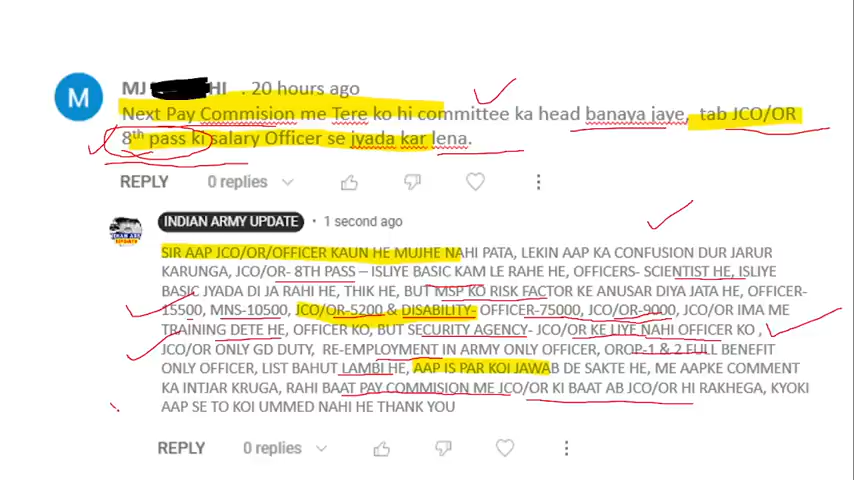 M
MJ HI . 20 hours ago
Next Pay Commision me Tere ko hi committee ka head banaya jaye, tab JCO/OR
8th pass ki salary Officer se jyada kar lena.
REPLY 0 replies
INDIAN ARMY UPDATE • 1 second ago
SIR AAP JCO/OR/OFFICER KAUN HE MUJHE NAHI PATA, LEKIN AAP KA CONFUSION DUR JARUR
KARUNGA, JCO/OR- 8TH PASS – ISLIYE BASIC KAM LE RAHE HE, OFFICERS- SCIENTIST HE, ISLIYE
BASIC JYADA DI JA RAHI HE, THIK HE, BUT MSP KO RISK FACTOR KE ANUSAR DIYA JATA HE, OFFICER-
15500, MNS-10500, JCO/OR-5200 & DISABILITY- OFFICER-75000, JCO/OR-9000, JCO/OR IMA ME
TRAINING DETE HE, OFFICER KO, BUT SECURITY AGENCY- JCO/OR KE LIYE NAHI OFFICER KO ,
JCO/OR ONLY GD DUTY, RE-EMPLOYMENT IN ARMY ONLY OFFICER, OROP-1 & 2 FULL BENEFIT
ONLY OFFICER, LIST BAHUT LAMBI HE, AAP IS PAR KOI JAWAB DE SAKTE HE, ME AAPKE COMMENT
KA INTJAR KRUGA, RAHI BAAT PAY COMMISION ME JCO/OR KI BAAT AB JCO/OR HI RAKHEGA, KYOKI
AAP SE TO KOI UMMED NAHI HE THANK YOU
REPLY 0 replies